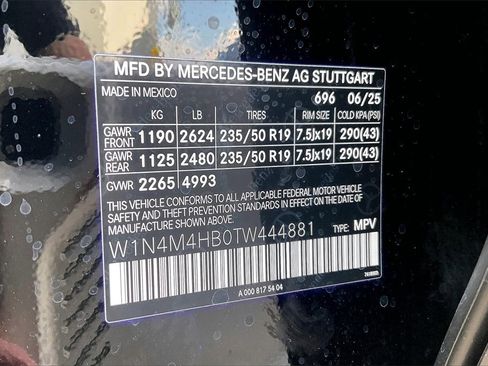 MFD BY MERCEDES-BENZ AG STUTTGART
MADE IN MEXICO 696 06/25
KG LB TIRES RIM SIZE COLD KPA(PSI)
GAWR FRONT 1190 2624 235/50 R19 7.5Jx19 290(43)
GAWR REAR 1125 2480 235/50 R19 7.5Jx19 290(43)
GVWR 2265 4993
THIS VEHICLE CONFORMS TO ALL APPLICABLE FEDERAL MOTOR VEHICLE
SAFETY AND THEFT PREVENTION STANDARDS IN EFFECT ON THE
DATE OF MANUFACTURE SHOWN ABOVE.
W1N4M4HB0TW444881 TYPE: MPV
A 000 817 54 04